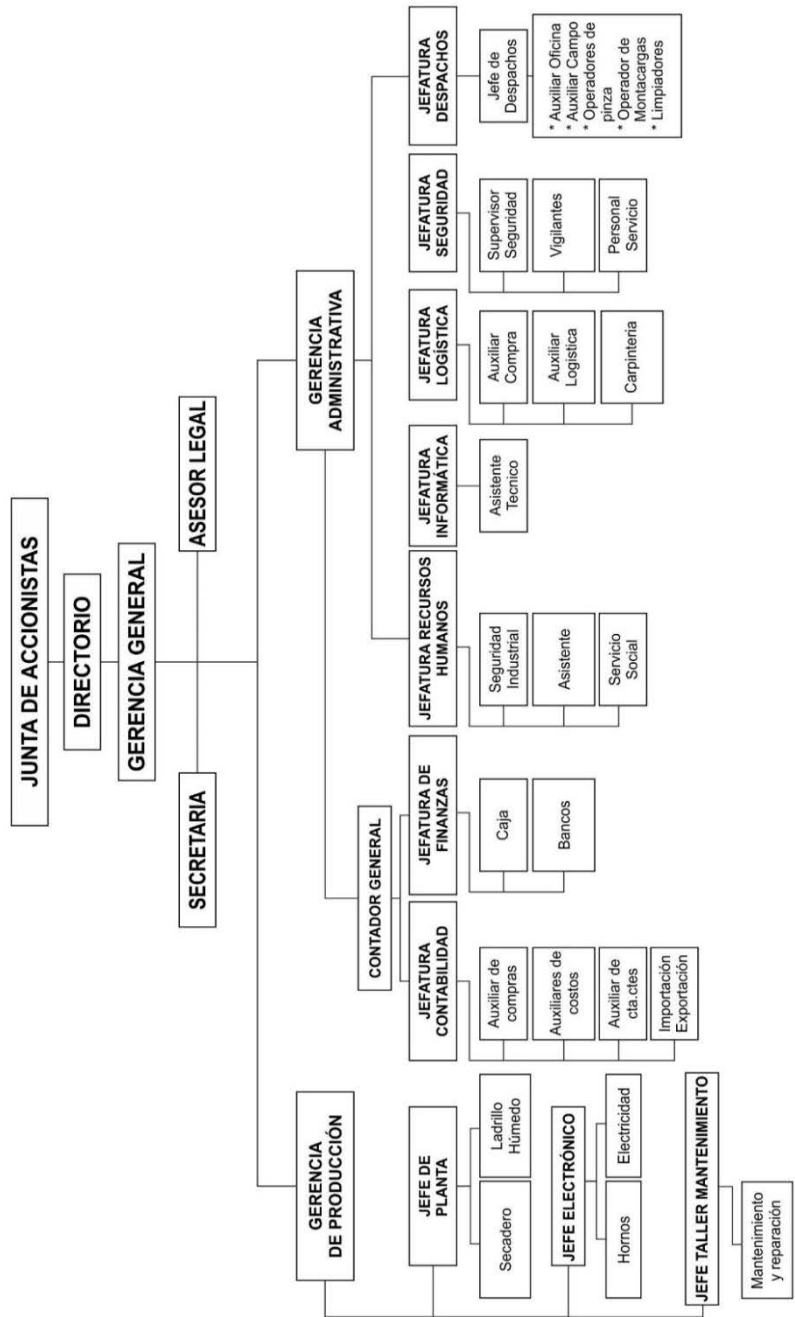 JUNTA DE ACCIONISTAS
DIRECTORIO
GERENCIA GENERAL
SECRETARIA
ASESOR LEGAL
GERENCIA
DE PRODUCCIÓN
GERENCIA
ADMINISTRATIVA
CONTADOR GENERAL
JEFE DE
PLANTA
Secadero
Ladrillo
Húmedo
JEFE ELECTRÓNICO
Hornos
Electricidad
JEFE TALLER MANTENIMIENTO
Mantenimiento
y reparación
JEFATURA
CONTABILIDAD
Auxiliar de
compras
Auxiliares de
costos
Auxiliar de
cta.ctes
Importación
Exportación
JEFATURA DE
FINANZAS
Caja
Bancos
JEFATURA RECURSOS
HUMANOS
Seguridad
Industrial
Asistente
Servicio
Social
JEFATURA
INFORMÁTICA
Asistente
Tecnico
JEFATURA
LOGÍSTICA
Auxiliar
Compra
Auxiliar
Logistica
Carpinteria
JEFATURA
SEGURIDAD
Supervisor
Seguridad
Vigilantes
Personal
Servicio
JEFATURA
DESPACHOS
Jefe de
Despachos
* Auxiliar Oficina
* Auxiliar Campo
* Operadores de
pinza
* Operador de
Montacargas
* Limpiadores